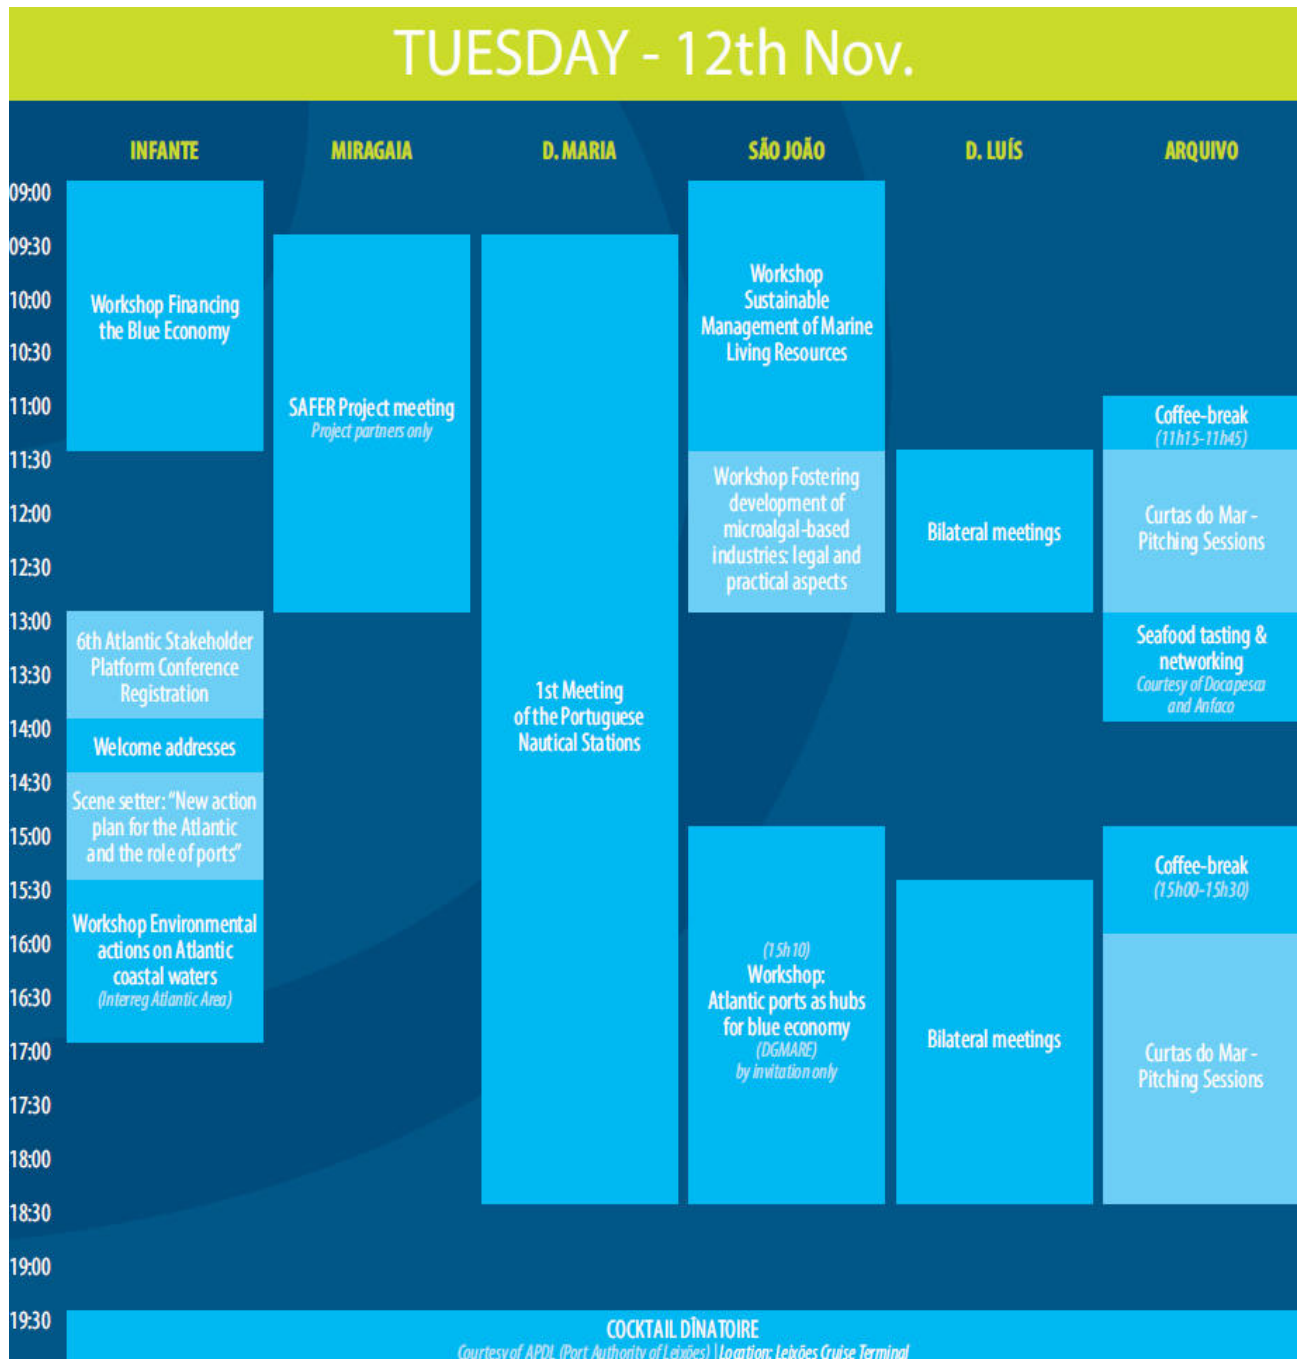 TUESDAY - 12th Nov.
INFANTE
MIRAGAIA
D. MARIA
SÃO JOÃO
D. LUÍS
ARQUIVO
09:00
09:30
10:00
10:30
11:00
11:30
12:00
12:30
13:00
13:30
14:00
14:30
15:00
15:30
16:00
16:30
17:00
17:30
18:00
18:30
19:00
19:30
Workshop Financing
the Blue Economy
6th Atlantic Stakeholder
Platform Conference
Registration
Welcome addresses
Scene setter: “New action
plan for the Atlantic
and the role of ports”
Workshop Environmental
actions on Atlantic
coastal waters
(Interreg Atlantic Area)
SAFER Project meeting
Project partners only
1st Meeting
of the Portuguese
Nautical Stations
Workshop
Sustainable
Management of Marine
Living Resources
Workshop Fostering
development of
microalgal-based
industries: legal and
practical aspects
(15h10)
Workshop:
Atlantic ports as hubs
for blue economy
(DGMARE)
by invitation only
Bilateral meetings
Bilateral meetings
Coffee-break
(11h15-11h45)
Curtas do Mar -
Pitching Sessions
Seafood tasting &
networking
Courtesy of Docapesca
and Anfaco
Coffee-break
(15h00-15h30)
Curtas do Mar -
Pitching Sessions
COCKTAIL DÎNATOIRE
Courtesy of APDL (Port Authority of Leixões) | Location: Leixões Cruise Terminal